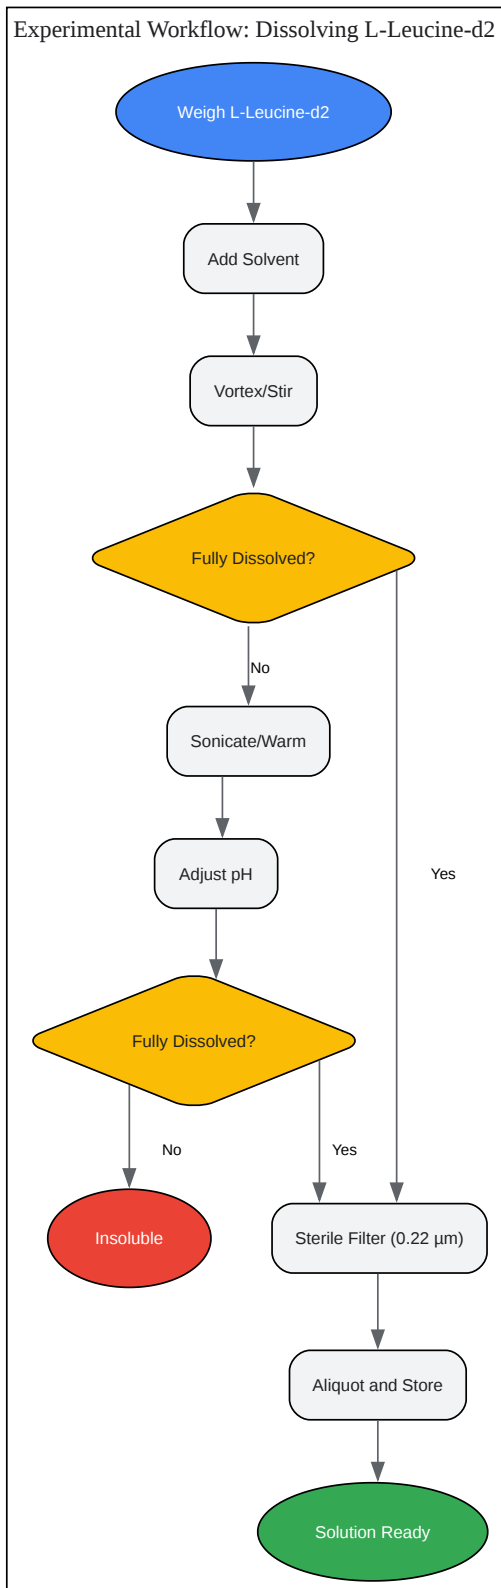 Experimental Workflow: Dissolving L-Leucine-d2
Weigh L-Leucine-d2
Add Solvent
Vortex/Stir
Fully Dissolved?
No
Sonicate/Warm
Adjust pH
Yes
Fully Dissolved?
No
Yes
Insoluble
Sterile Filter (0.22 µm)
Aliquot and Store
Solution Ready